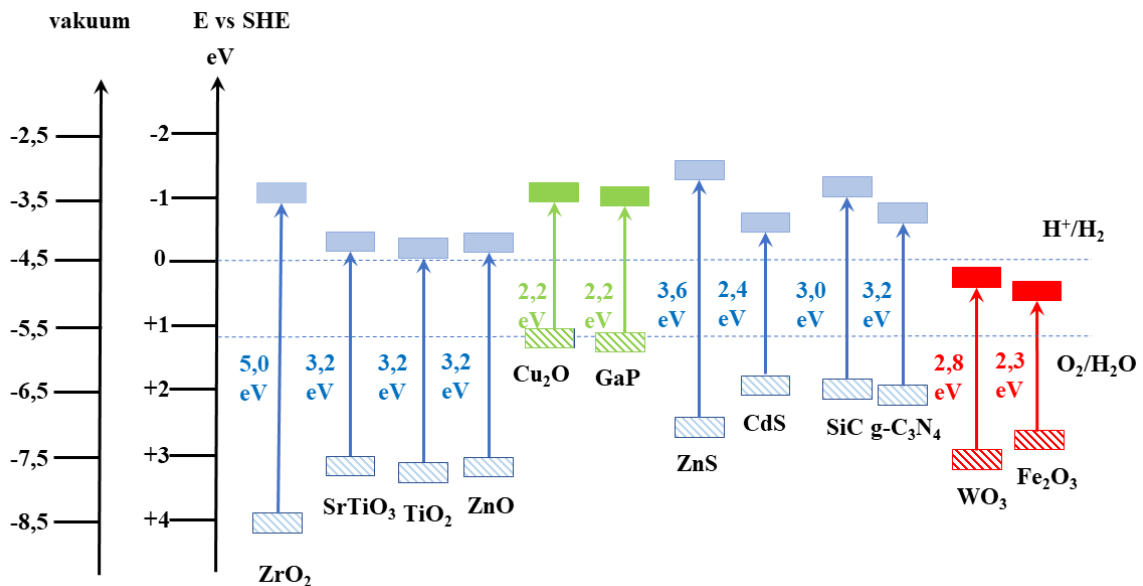 vakuum
E vs SHE
eV
-2,5
-3,5
-4,5
-5,5
-6,5
-7,5
-8,5
-2
-1
0
+1
+2
+3
+4
5,0
eV
ZrO₂
3,2
eV
SrTiO₃
3,2
eV
TiO₂
3,2
eV
ZnO
2,2
eV
Cu₂O
2,2
eV
GaP
3,6
eV
ZnS
2,4
eV
CdS
3,0
eV
SiC
3,2
eV
g-C₃N₄
2,8
eV
WO₃
2,3
eV
Fe₂O₃
H⁺/H₂
O₂/H₂O